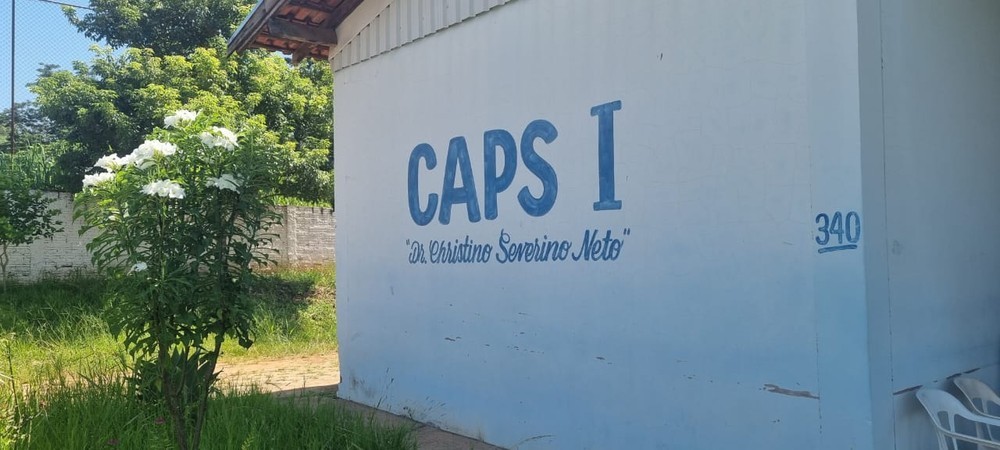 CAPS I
"Dr. Christino Severino Neto"
340